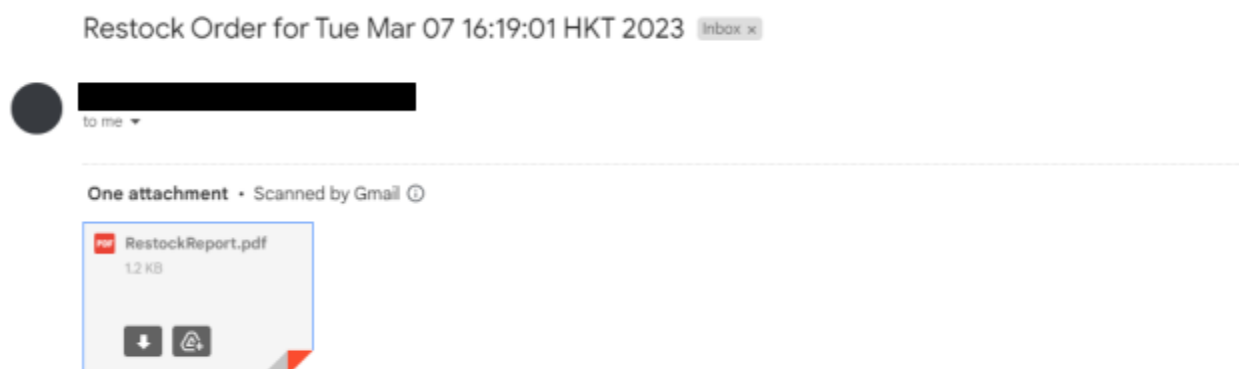 Restock Order for Tue Mar 07 16:19:01 HKT 2023 Inbox ×
to me
One attachment • Scanned by Gmail
PDF RestockReport.pdf
1.2 KB